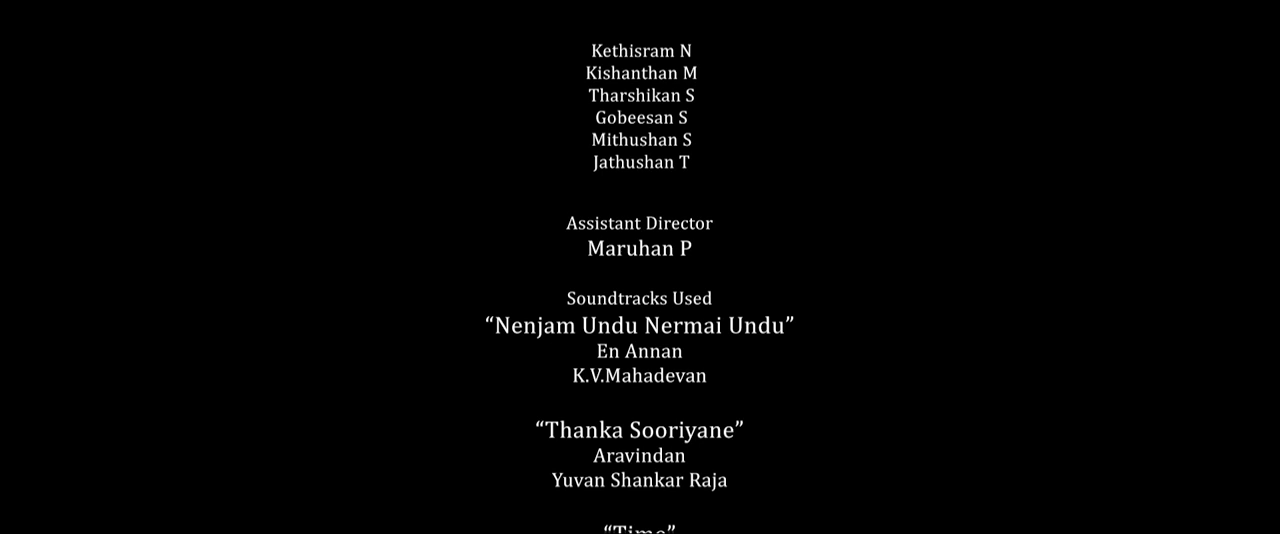 Kethisram N
Kishanthan M
Tharshikan S
Gobeesan S
Mithushan S
Jathushan T
Assistant Director
Maruhan P
Soundtracks Used
“Nenjam Undu Nermai Undu”
En Annan
K.V.Mahadevan
“Thanka Sooriyane”
Aravindan
Yuvan Shankar Raja
“Time”